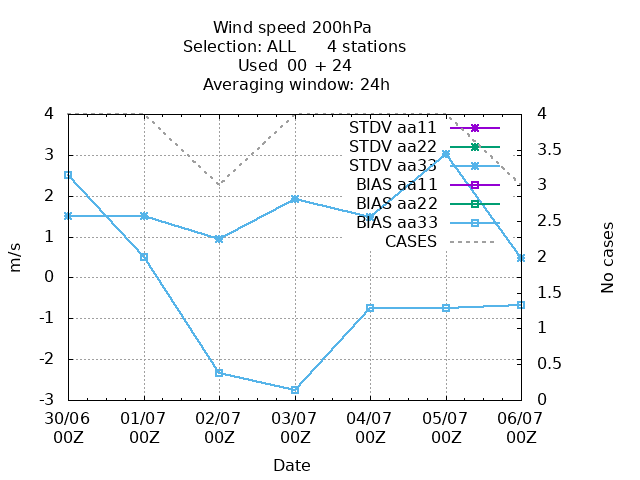 Wind speed 200hPa
Selection: ALL 4 stations
Used 00 + 24
Averaging window: 24h
4 4
3 3.5
2 3
1 2.5
0 2
-1 1.5
-2 1
-3 0.5
0
m/s
No cases
STDV aa11
STDV aa22
STDV aa33
BIAS aa11
BIAS aa22
BIAS aa33
CASES
30/06 01/07 02/07 03/07 04/07 05/07 06/07
00Z 00Z 00Z 00Z 00Z 00Z 00Z
Date